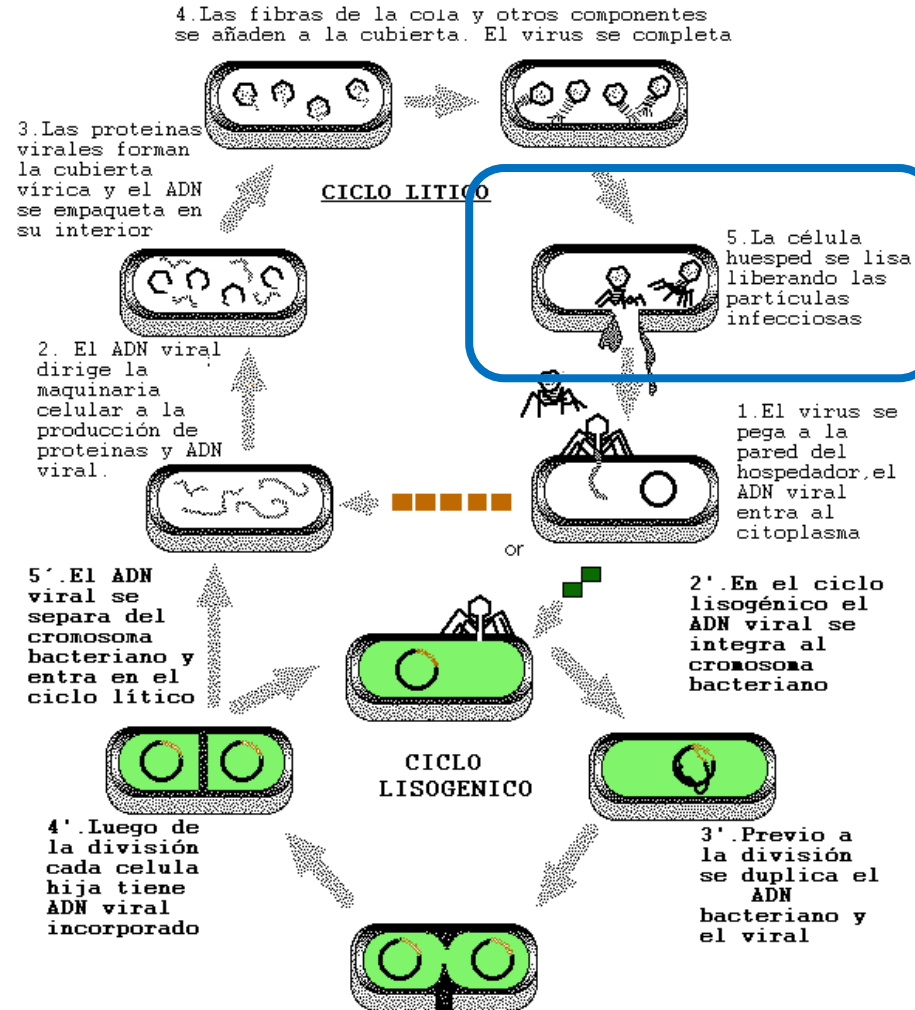 4.Las fibras de la cola y otros componentes
se añaden a la cubierta. El virus se completa
3.Las proteinas
virales forman
la cubierta
vírica y el ADN
se empaqueta en
su interior
CICLO LITICO
5.La célula
huesped se lisa
liberando las
partículas
infecciosas
2. El ADN viral
dirige la
maquinaria
celular a la
producción de
proteinas y ADN
viral.
1.El virus se
pega a la
pared del
hospedador,el
ADN viral
entra al
citoplasma
or
5´.El ADN
viral se
separa del
cromosoma
bacteriano y
entra en el
ciclo lítico
2'.En el ciclo
lisogénico el
ADN viral se
integra al
cromosoma
bacteriano
CICLO
LISOGENICO
4'.Luego de
la división
cada celula
hija tiene
ADN viral
incorporado
3'.Previo a
la división
se duplica el
ADN
bacteriano y
el viral